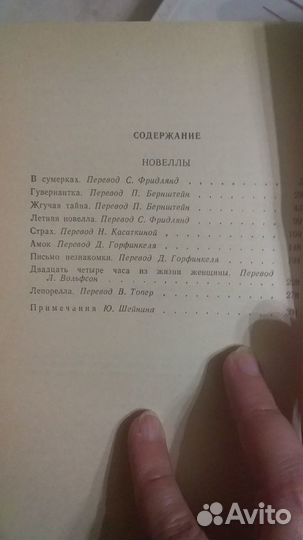 СОДЕРЖАНИЕ
НОВЕЛЛЫ
В сумерках. Перевод С. Фридлянд
Гувернантка. Перевод П. Бернштейн
Жгучая тайна. Перевод П. Бернштейн
Летняя новелла. Перевод С. Фридлянд
Страх. Перевод Н. Касаткиной
Амок Перевод Д. Горфинкеля
Письмо незнакомки. Перевод Д. Горфинкеля
Двадцать четыре часа из жизни женщины. Перевод
Л. Вольфсон
Лепорелла. Перевод В. Топер
Примечания Ю. Шейнина
Avito